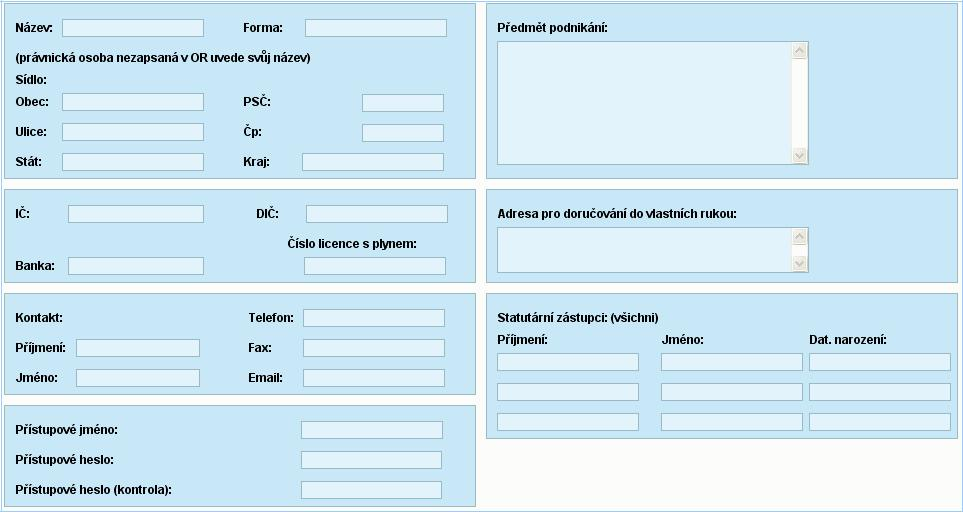 Název: Forma:
(právnická osoba nezapsaná v OR uvede svůj název)
Sídlo:
Obec: PSČ:
Ulice: Čp:
Stát: Kraj:
Předmět podnikání:
IČ: DIČ:
Číslo licence s plynem:
Banka:
Adresa pro doručování do vlastních rukou:
Kontakt: Telefon:
Příjmení: Fax:
Jméno: Email:
Statutární zástupci: (všichni)
Příjmení: Jméno: Dat. narození:
Přístupové jméno:
Přístupové heslo:
Přístupové heslo (kontrola):